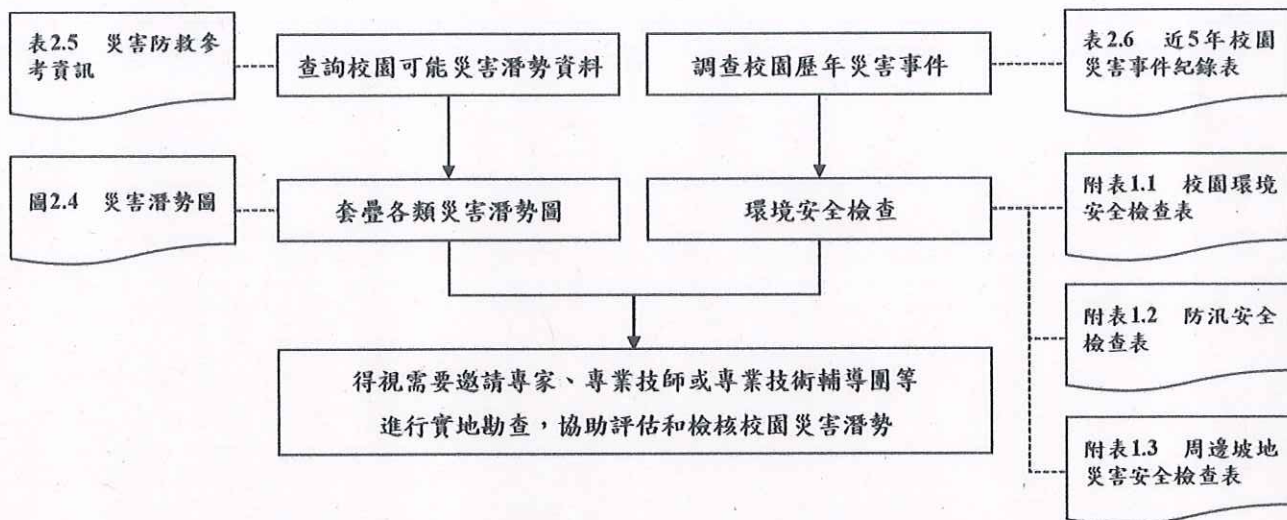 表2.5 災害防救參
考資訊
查詢校園可能災害潛勢資料
調查校園歷年災害事件
表2.6 近5年校園
災害事件紀錄表
圖2.4 災害潛勢圖
套疊各類災害潛勢圖
環境安全檢查
附表1.1 校園環境
安全檢查表
附表1.2 防汛安全
檢查表
得視需要邀請專家、專業技師或專業技術輔導團等
進行實地勘查，協助評估和檢核校園災害潛勢
附表1.3 周邊坡地
災害安全檢查表